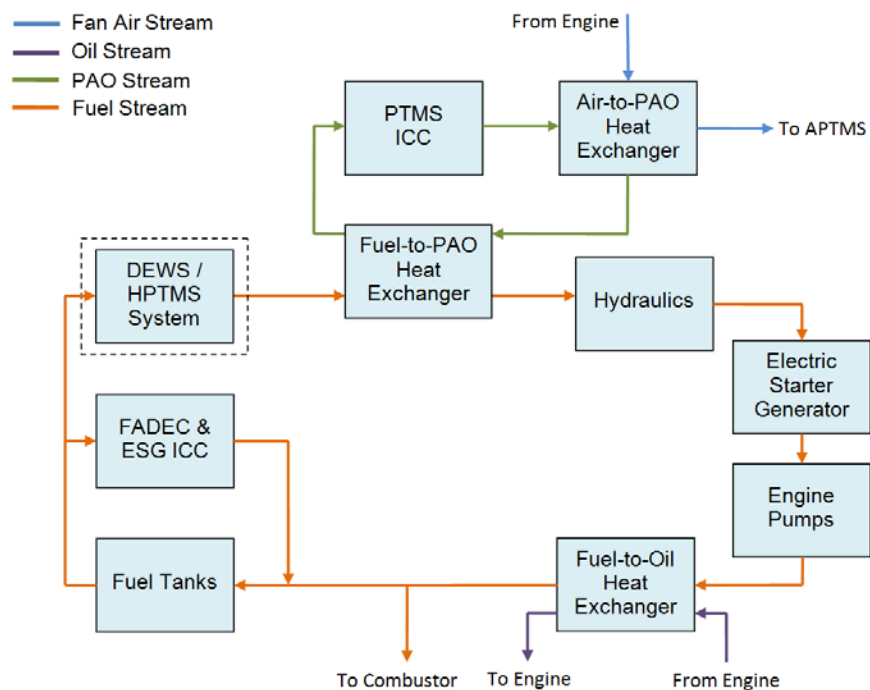 Fan Air Stream
Oil Stream
PAO Stream
Fuel Stream
From Engine
PTMS
ICC
Air-to-PAO
Heat
Exchanger
To APTMS
DEWS /
HPTMS
System
Fuel-to-PAO
Heat
Exchanger
Hydraulics
Electric
Starter
Generator
FADEC &
ESG ICC
Engine
Pumps
Fuel Tanks
Fuel-to-Oil
Heat
Exchanger
To Combustor
To Engine
From Engine